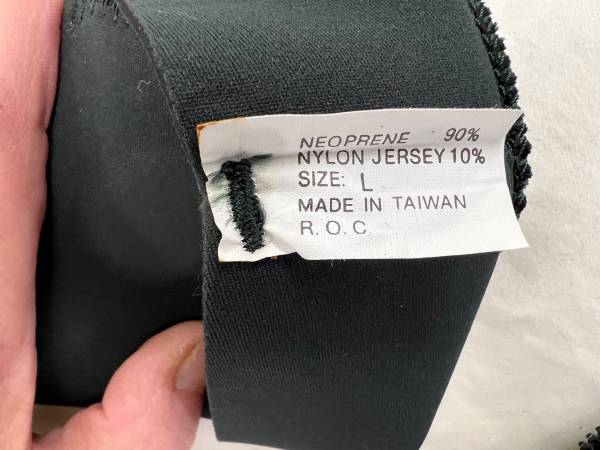 NEOPRENE 90%
NYLON JERSEY 10%
SIZE: L
MADE IN TAIWAN
R. O. C.